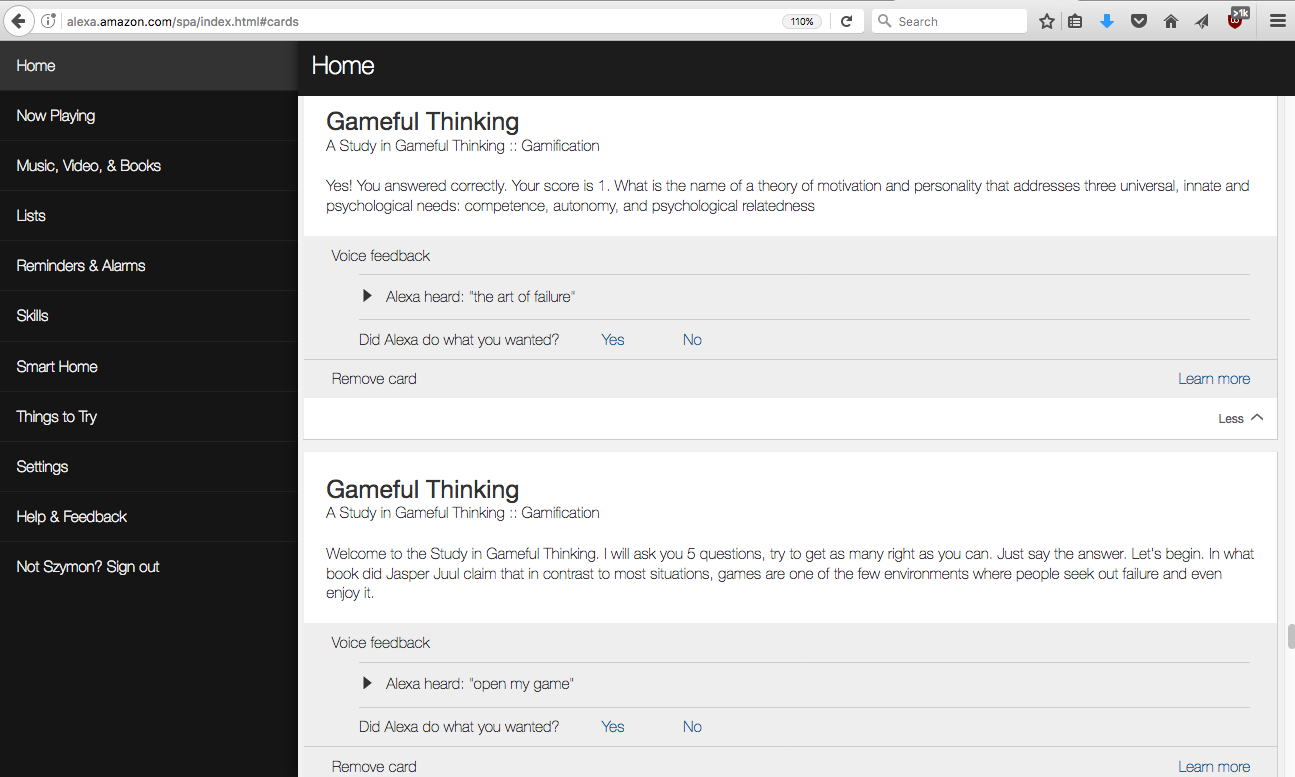 alexa.amazon.com/spa/index.html#cards
110%
Search
>1k
Home
Now Playing
Music, Video, & Books
Lists
Reminders & Alarms
Skills
Smart Home
Things to Try
Settings
Help & Feedback
Not Szymon? Sign out
Home
Gameful Thinking
A Study in Gameful Thinking :: Gamification
Yes! You answered correctly. Your score is 1. What is the name of a theory of motivation and personality that addresses three universal, innate and
psychological needs: competence, autonomy, and psychological relatedness
Voice feedback
Alexa heard: "the art of failure"
Did Alexa do what you wanted? Yes No
Remove card Learn more
Less
Gameful Thinking
A Study in Gameful Thinking :: Gamification
Welcome to the Study in Gameful Thinking. I will ask you 5 questions, try to get as many right as you can. Just say the answer. Let's begin. In what
book did Jasper Juul claim that in contrast to most situations, games are one of the few environments where people seek out failure and even
enjoy it.
Voice feedback
Alexa heard: "open my game"
Did Alexa do what you wanted? Yes No
Remove card Learn more